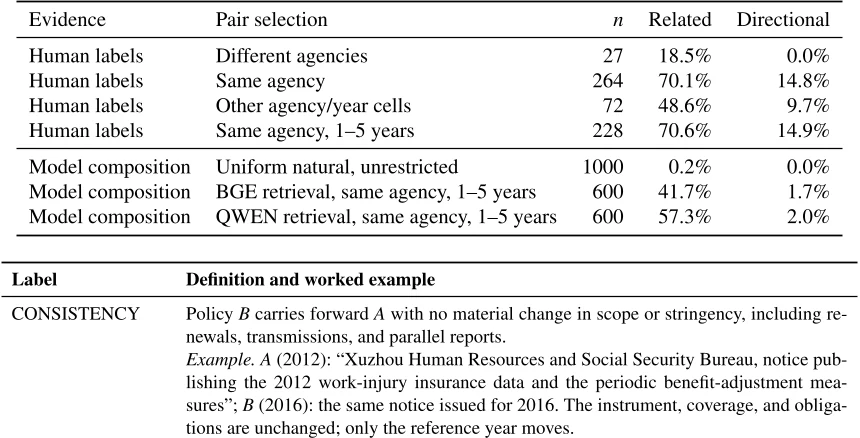 Evidence Pair selection n Related Directional
Human labels Different agencies 27 18.5% 0.0%
Human labels Same agency 264 70.1% 14.8%
Human labels Other agency/year cells 72 48.6% 9.7%
Human labels Same agency, 1–5 years 228 70.6% 14.9%
Model composition Uniform natural, unrestricted 1000 0.2% 0.0%
Model composition BGE retrieval, same agency, 1–5 years 600 41.7% 1.7%
Model composition QWEN retrieval, same agency, 1–5 years 600 57.3% 2.0%
Label Definition and worked example
CONSISTENCY Policy B carries forward A with no material change in scope or stringency, including re-
newals, transmissions, and parallel reports.
Example. A (2012): “Xuzhou Human Resources and Social Security Bureau, notice pub-
lishing the 2012 work-injury insurance data and the periodic benefit-adjustment mea-
sures”; B (2016): the same notice issued for 2016. The instrument, coverage, and obliga-
tions are unchanged; only the reference year moves.